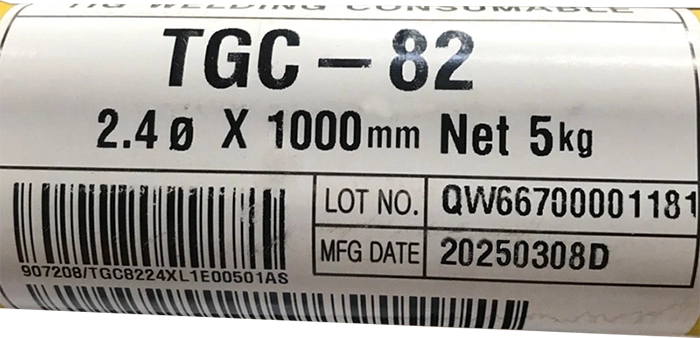 TIG WELDING CONSUMABLE
TGC-82
2.4 ø X 1000mm Net 5kg
LOT NO. QW66700001181
MFG DATE 20250308D
907208/TGC8224XL1E00501AS